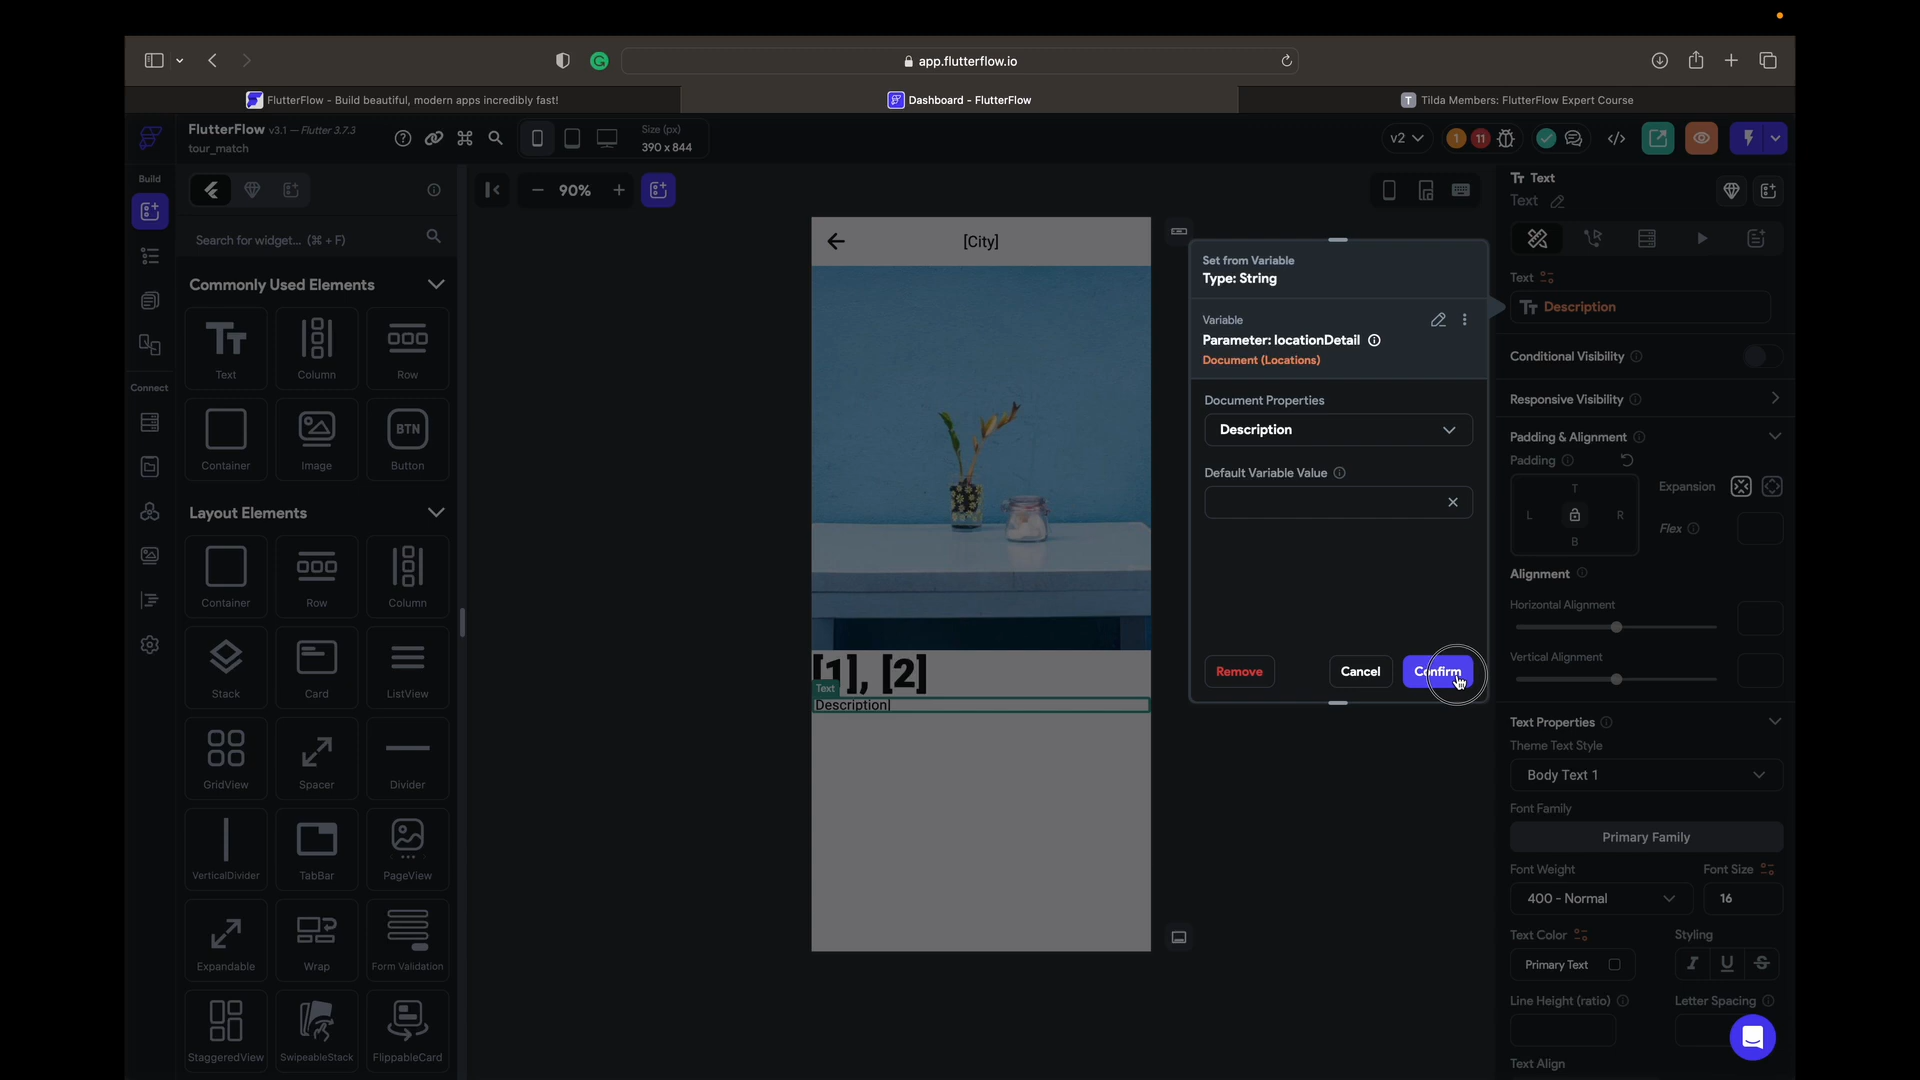 app.flutterflow.io
FlutterFlow - Build beautiful, modern apps incredibly fast!
Dashboard - FlutterFlow
T
Tilda Members: FlutterFlow Expert Course
FlutterFlow v3.1 — Flutter 3.7.3
tour_match
Size (px)
390 x 844
v2
1
11
Build
90%
Search for widget... (⌘ + F)
Commonly Used Elements
Text
Column
Row
Connect
BTN
Container
Image
Button
Layout Elements
Container
Row
Column
Stack
Card
ListView
GridView
Spacer
Divider
VerticalDivider
TabBar
PageView
Expandable
Wrap
Form Validation
StaggeredView
SwipeableStack
FlippableCard
[City]
[1], [2]
Text
Description
Set from Variable
Type: String
Variable
Parameter: locationDetail
Document (Locations)
Document Properties
Description
Default Variable Value
Remove
Cancel
Confirm
Text
Text
Text
Description
Conditional Visibility
Responsive Visibility
Padding & Alignment
Padding
Expansion
T
L
R
B
Flex
Alignment
Horizontal Alignment
Vertical Alignment
Text Properties
Theme Text Style
Body Text 1
Font Family
Primary Family
Font Weight
Font Size
400 - Normal
16
Text Color
Styling
Primary Text
Line Height (ratio)
Letter Spacing
Text Align